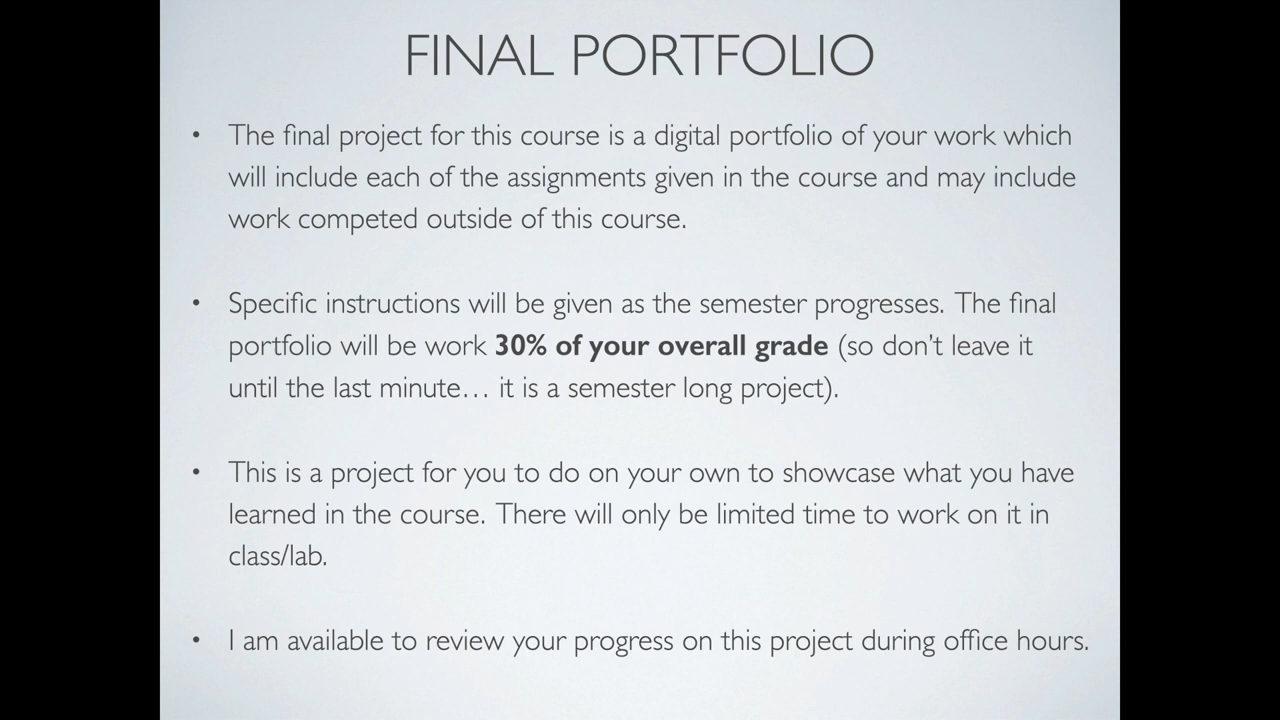 FINAL PORTFOLIO
• The final project for this course is a digital portfolio of your work which
will include each of the assignments given in the course and may include
work competed outside of this course.
• Specific instructions will be given as the semester progresses. The final
portfolio will be work 30% of your overall grade (so don’t leave it
until the last minute… it is a semester long project).
• This is a project for you to do on your own to showcase what you have
learned in the course. There will only be limited time to work on it in
class/lab.
• I am available to review your progress on this project during office hours.